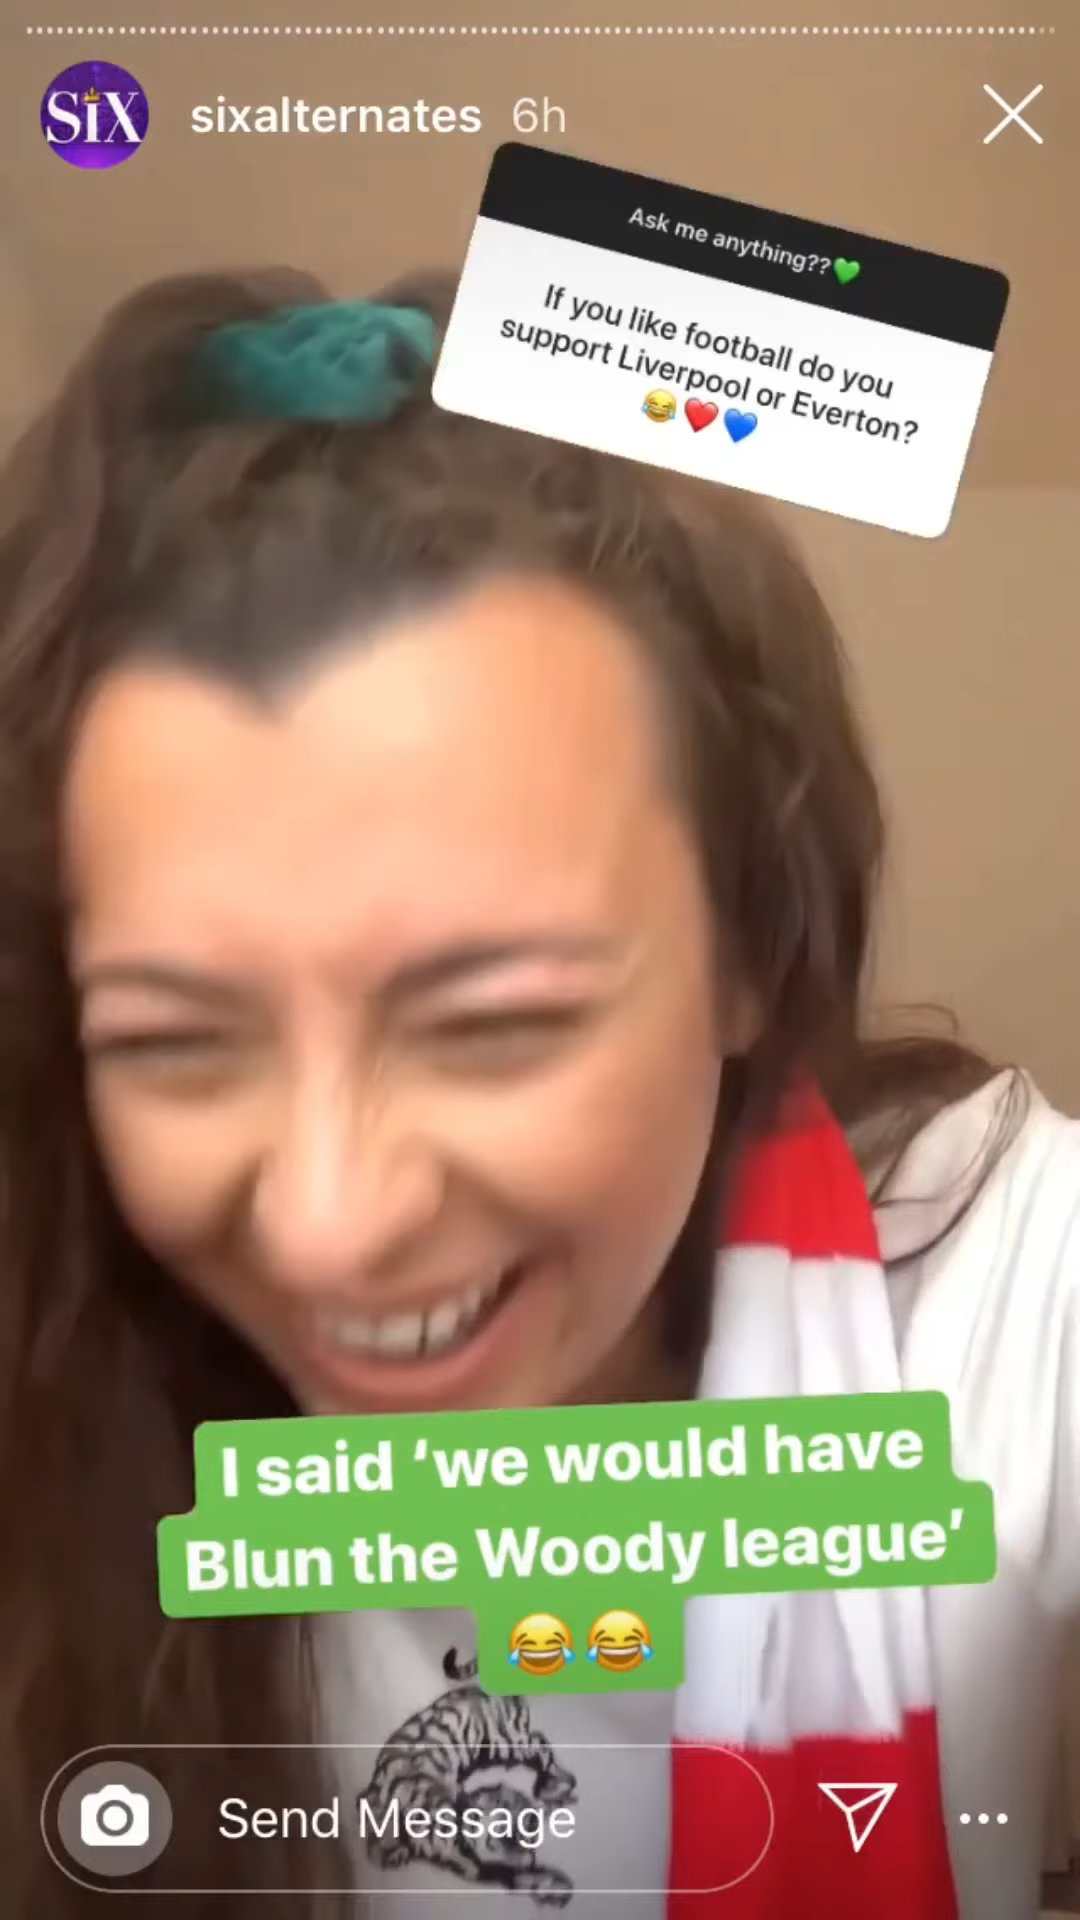 SIX
sixalternates 6h
Ask me anything??💚
If you like football do you
support Liverpool or Everton?
😂❤️💙
I said ‘we would have
Blun the Woody league’
😂😂
Send Message